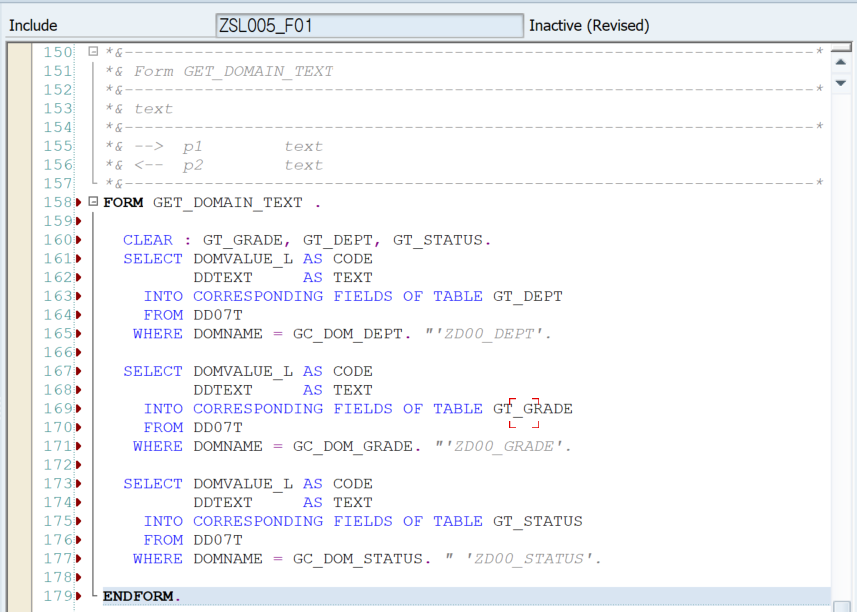 Include ZSL005_F01 Inactive (Revised)
150 *&---------------------------------------------------------------------*
151 *& Form GET_DOMAIN_TEXT
152 *&---------------------------------------------------------------------*
153 *& text
154 *&---------------------------------------------------------------------*
155 *& --> p1 text
156 *& <-- p2 text
157 *&---------------------------------------------------------------------*
158 FORM GET_DOMAIN_TEXT .
159
160 CLEAR : GT_GRADE, GT_DEPT, GT_STATUS.
161 SELECT DOMVALUE_L AS CODE
162 DDTEXT AS TEXT
163 INTO CORRESPONDING FIELDS OF TABLE GT_DEPT
164 FROM DD07T
165 WHERE DOMNAME = GC_DOM_DEPT. "'ZD00_DEPT'.
166
167 SELECT DOMVALUE_L AS CODE
168 DDTEXT AS TEXT
169 INTO CORRESPONDING FIELDS OF TABLE GT_GRADE
170 FROM DD07T
171 WHERE DOMNAME = GC_DOM_GRADE. "'ZD00_GRADE'.
172
173 SELECT DOMVALUE_L AS CODE
174 DDTEXT AS TEXT
175 INTO CORRESPONDING FIELDS OF TABLE GT_STATUS
176 FROM DD07T
177 WHERE DOMNAME = GC_DOM_STATUS. " 'ZD00_STATUS'.
178
179 ENDFORM.